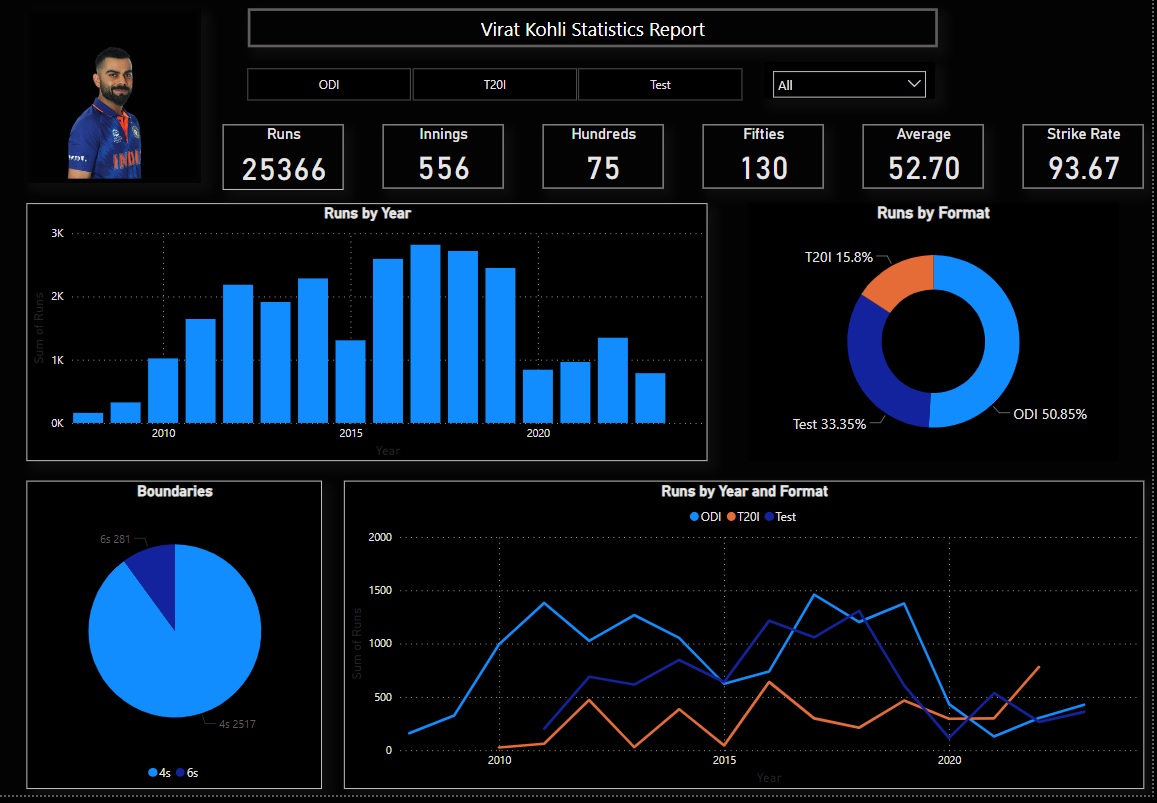 Virat Kohli Statistics Report
ODI
T20I
Test
All
Runs
25366
Innings
556
Hundreds
75
Fifties
130
Average
52.70
Strike Rate
93.67
Runs by Year
3K
2K
1K
0K
Sum of Runs
2010
2015
2020
Year
Runs by Format
T20I 15.8%
Test 33.35%
ODI 50.85%
Boundaries
6s 281
4s 2517
4s
6s
Runs by Year and Format
ODI
T20I
Test
2000
1500
1000
500
0
Sum of Runs
2010
2015
2020
Year